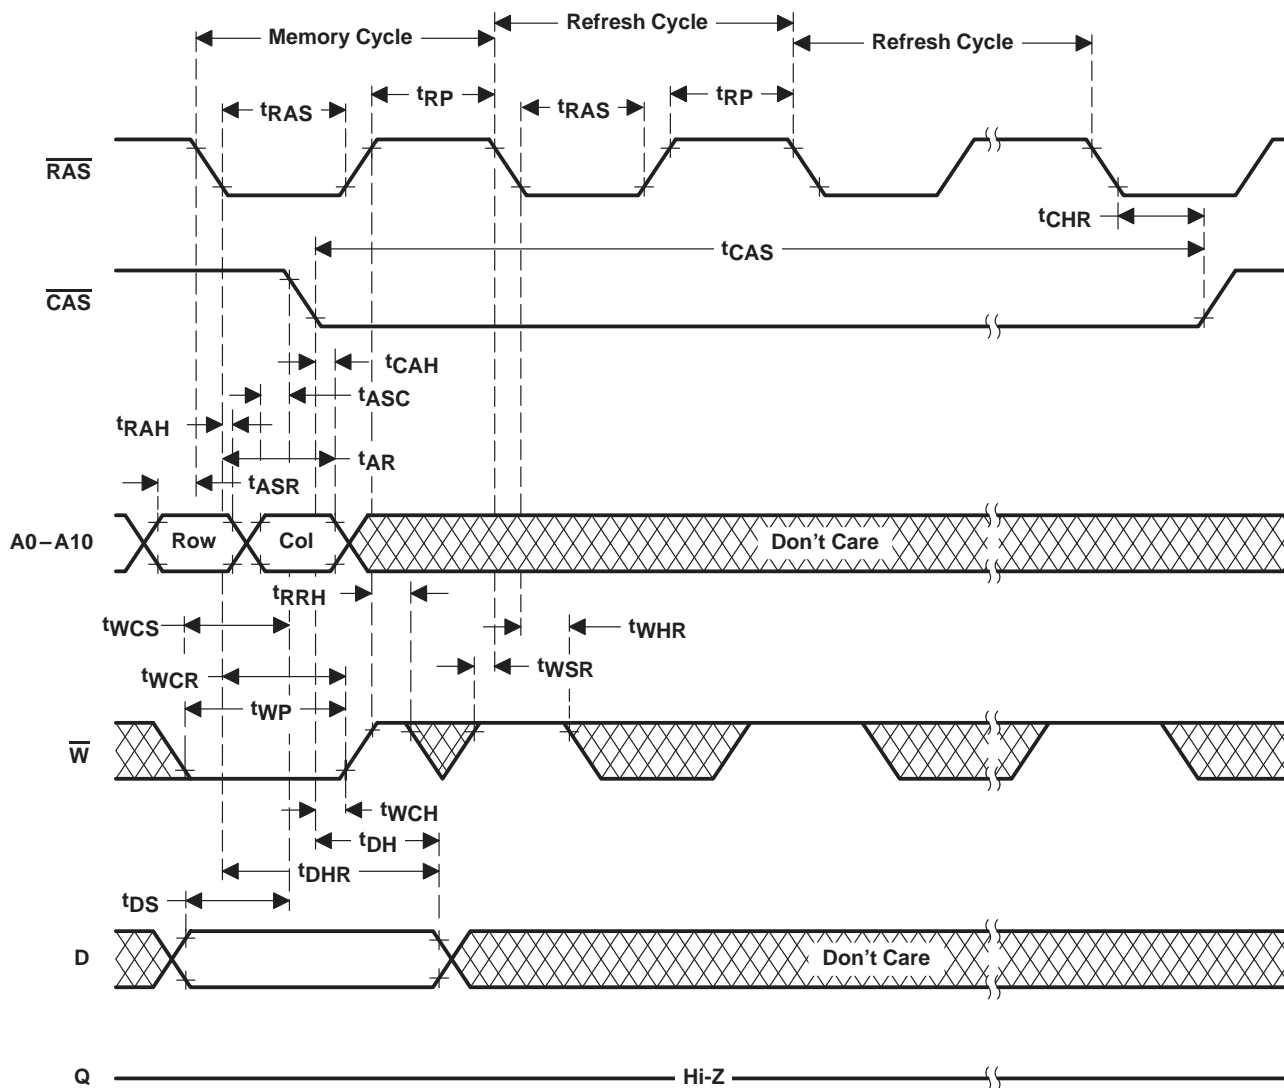 Refresh Cycle
Memory Cycle
Refresh Cycle
tRAS
tRP
tRAS
tRP
RAS
tCHR
tCAS
CAS
tCAH
tASC
tRAH
tAR
tASR
A0–A10
Row
Col
Don't Care
tRRH
tWCS
tWHR
tWSR
tWCR
tWP
W
tWCH
tDH
tDHR
tDS
D
Don't Care
Q
Hi-Z